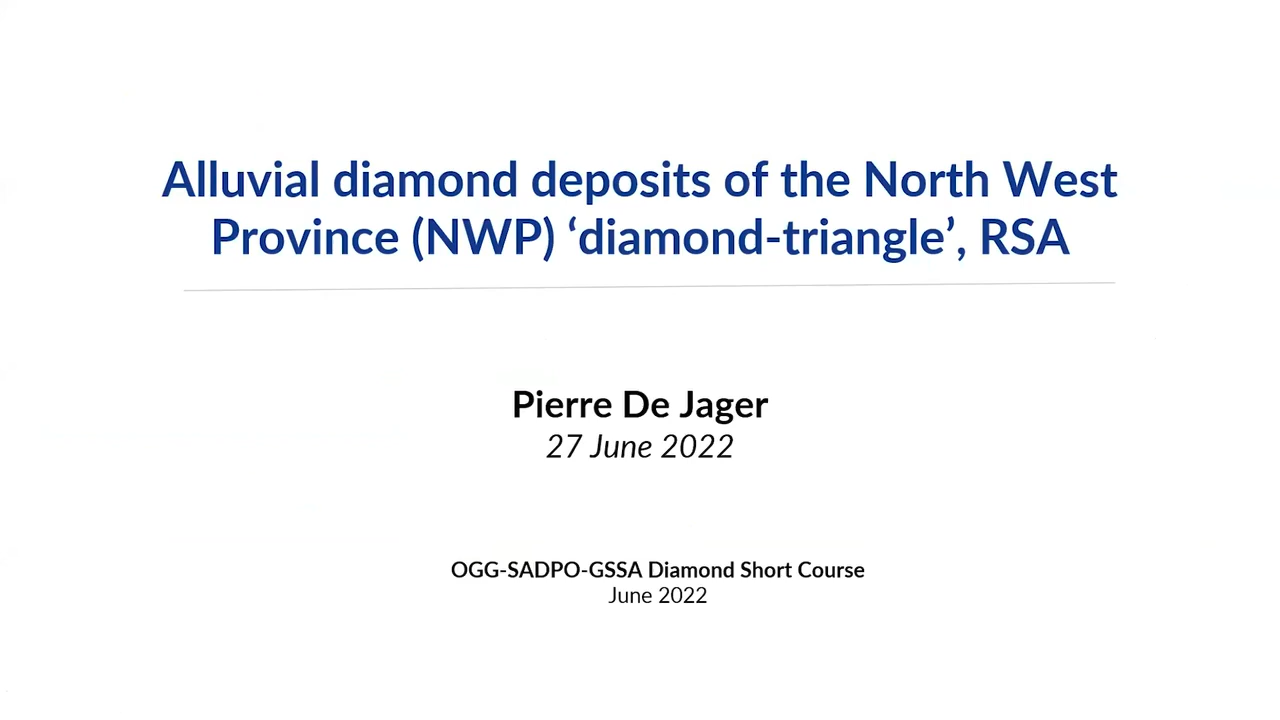 Alluvial diamond deposits of the North West
Province (NWP) ‘diamond-triangle’, RSA
Pierre De Jager
27 June 2022
OGG-SADPO-GSSA Diamond Short Course
June 2022